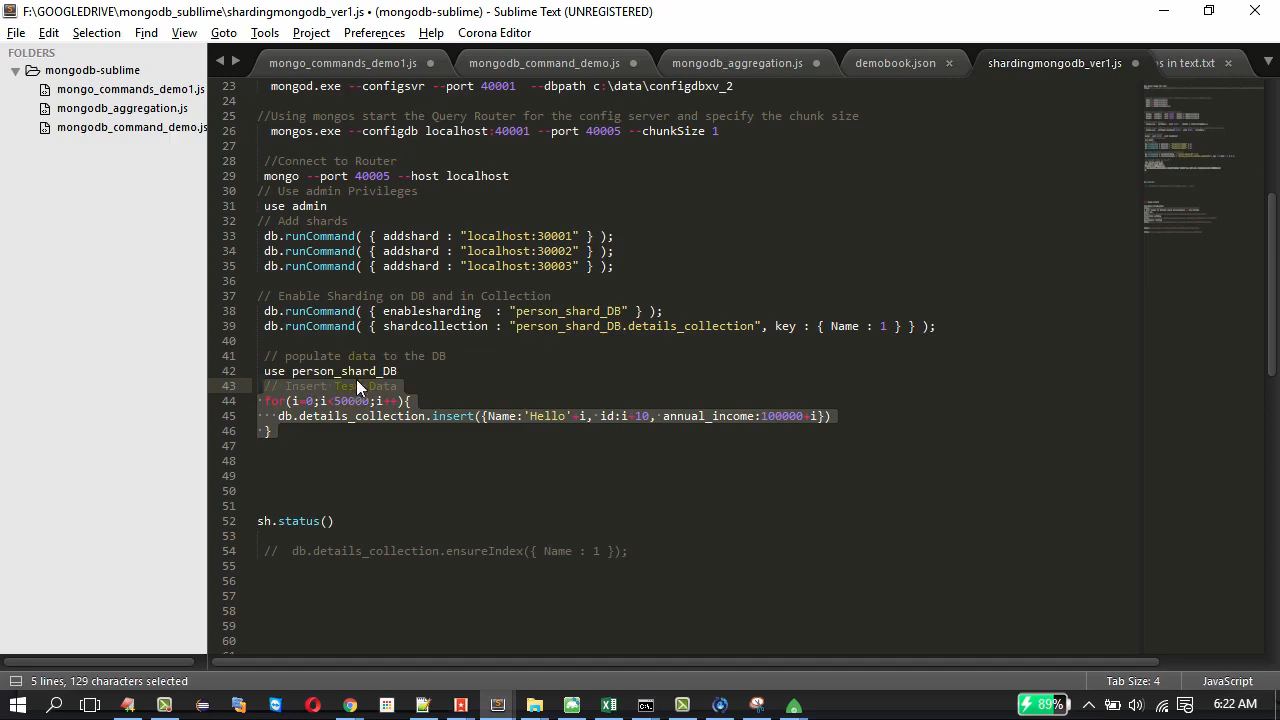 F:\GOOGLEDRIVE\mongodb_sublIime\shardingmongodb_ver1.js • (mongodb-sublime) - Sublime Text (UNREGISTERED)
File Edit Selection Find View Goto Tools Project Preferences Help Corona Editor
FOLDERS
mongodb-sublime
mongo_commands_demo1.js
mongodb_aggregation.js
mongodb_command_demo.js
mongo_commands_demo1.js mongodb_command_demo.js mongodb_aggregation.js demobook.json shardingmongodb_ver1.js s in text.txt
23 mongod.exe --configsvr --port 40001 --dbpath c:\data\configdbxv_2
24
25 //Using mongos start the Query Router for the config server and specify the chunk size
26 mongos.exe --configdb localhost:40001 --port 40005 --chunkSize 1
27
28 //Connect to Router
29 mongo --port 40005 --host localhost
30 // Use admin Privileges
31 use admin
32 // Add shards
33 db.runCommand( { addshard : "localhost:30001" } );
34 db.runCommand( { addshard : "localhost:30002" } );
35 db.runCommand( { addshard : "localhost:30003" } );
36
37 // Enable Sharding on DB and in Collection
38 db.runCommand( { enablesharding : "person_shard_DB" } );
39 db.runCommand( { shardcollection : "person_shard_DB.details_collection", key : { Name : 1 } } );
40
41 // populate data to the DB
42 use person_shard_DB
43 // Insert Test Data
44 for(i=0;i<50000;i++){
45 db.details_collection.insert({Name:'Hello'+i, id:i+10, annual_income:100000+i})
46 }
47
48
49
50
51
52 sh.status()
53
54 // db.details_collection.ensureIndex({ Name : 1 });
55
56
57
58
59
60
5 lines, 129 characters selected
Tab Size: 4
JavaScript
89%
6:22 AM